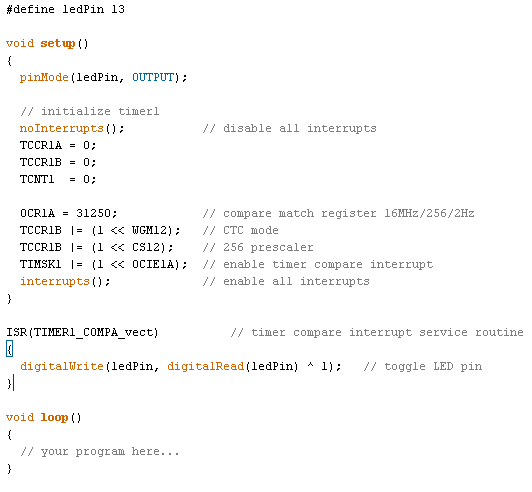 #define ledPin 13
void setup()
{
  pinMode(ledPin, OUTPUT);
  // initialize timer1
  noInterrupts();           // disable all interrupts
  TCCR1A = 0;
  TCCR1B = 0;
  TCNT1  = 0;
  OCR1A = 31250;            // compare match register 16MHz/256/2Hz
  TCCR1B |= (1 << WGM12);   // CTC mode
  TCCR1B |= (1 << CS12);    // 256 prescaler
  TIMSK1 |= (1 << OCIE1A);  // enable timer compare interrupt
  interrupts();             // enable all interrupts
}
ISR(TIMER1_COMPA_vect)          // timer compare interrupt service routine
{
  digitalWrite(ledPin, digitalRead(ledPin) ^ 1);   // toggle LED pin
}
void loop()
{
  // your program here...
}